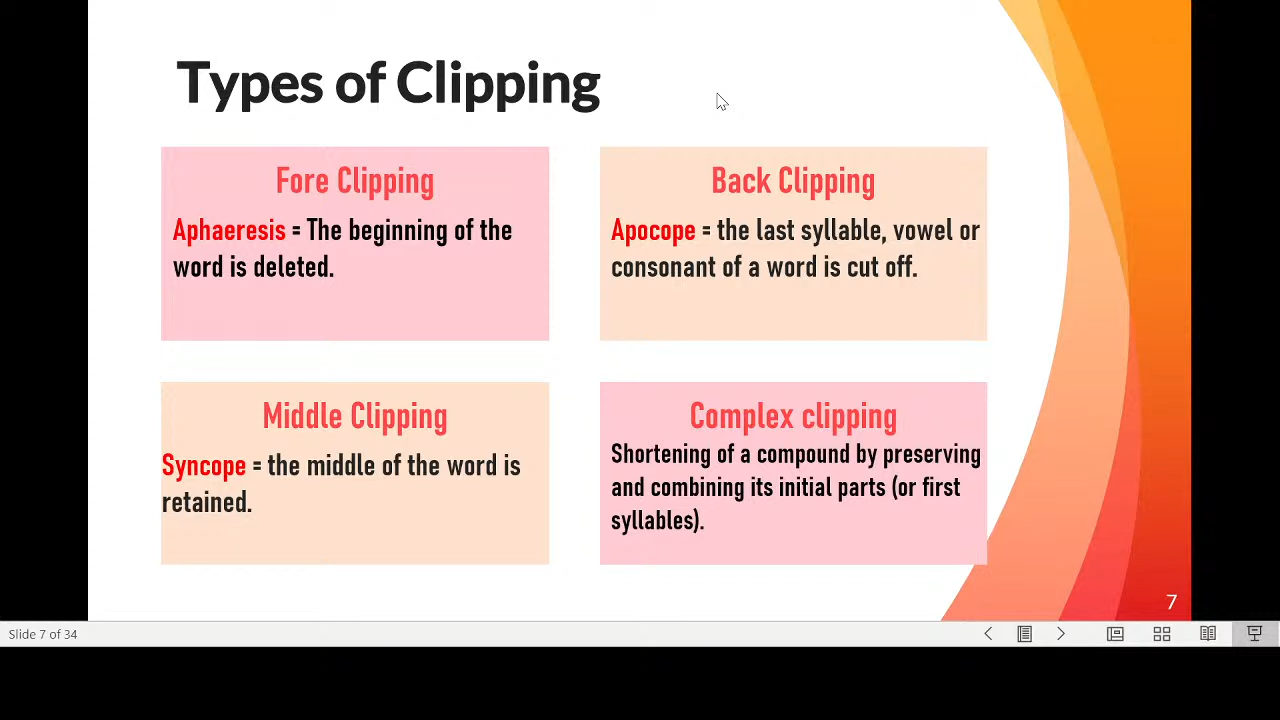 Types of Clipping
Fore Clipping
Aphaeresis = The beginning of the
word is deleted.
Back Clipping
Apocope = the last syllable, vowel or
consonant of a word is cut off.
Middle Clipping
Syncope = the middle of the word is
retained.
Complex clipping
Shortening of a compound by preserving
and combining its initial parts (or first
syllables).
7
Slide 7 of 34